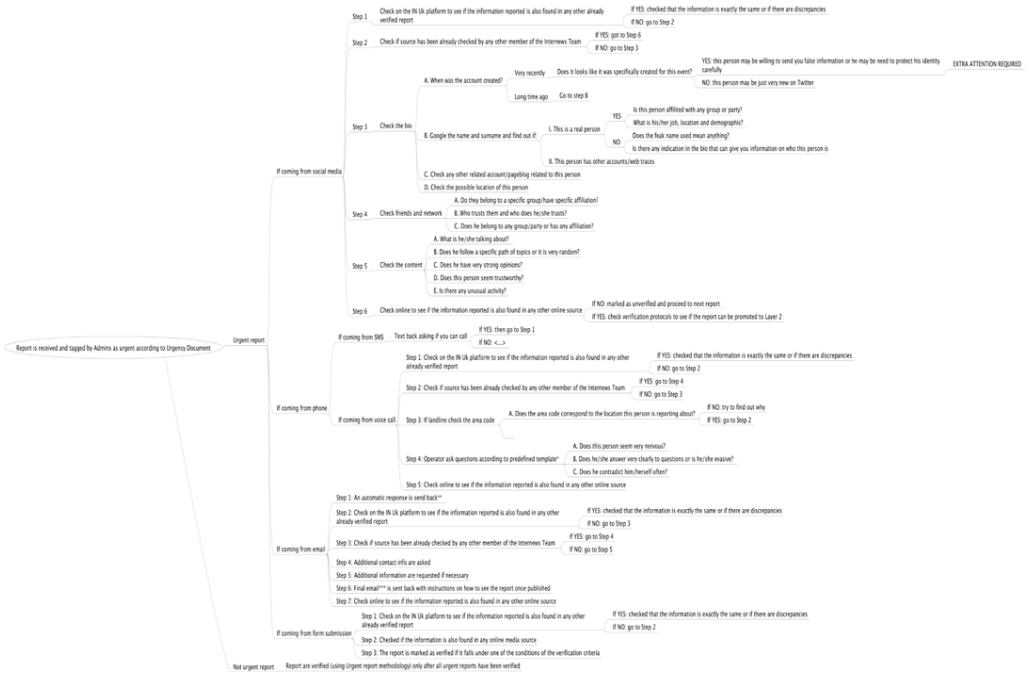 Report is received and tagged by Admins as urgent according to Urgency Document
Urgent report
If coming from social media
Step 1
Check on the IN Uk platform to see if the information reported is also found in any other already
verified report
If YES: checked that the information is exactly the same or if there are discrepancies
If NO: go to Step 2
Step 2
Check if source has been already checked by any other member of the Internews Team
If YES: got to Step 6
If NO: go to Step 3
Step 3
Check the bio
A. When was the account created?
Very recently
Does it looks like it was specifically created for this event?
YES: this person may be willing to send you false information or he may be need to protect his identity
carefully
EXTRA ATTENTION REQUIRED
NO: this person may be just very new on Twitter
Long time ago
Go to step B
B. Google the name and surname and find out if:
I. This is a real person
YES
Is this person affilited with any group or party?
What is his/her job, location and demographic?
NO
Does the feak name used mean anything?
Is there any indication in the bio that can give you information on who this person is
II. This person has other accounts/web traces
C. Check any other related account/pageblog related to this person
D. Check the possible location of this person
Step 4
Check friends and network
A. Do they belong to a specific group/have specific affiliation?
B. Who trusts them and who does he/she trusts?
C. Does he belong to any group/party or has any affiliation?
Step 5
Check the content
A. What is he/she talking about?
B. Does he follow a specific path of topics or it is very random?
C. Does he have very strong opinions?
D. Does this person seem trustworthy?
E. Is there any unusual activity?
Step 6
Check online to see if the information reported is also found in any other online source
If NO: marked as unverified and proceed to next report
If YES: check verification protocols to see if the report can be promoted to Layer 2
If coming from phone
If coming from SMS
Text back asking if you can call
If YES: then go to Step 1
If NO: <...>
If coming from voice call
Step 1: Check on the IN Uk platform to see if the information reported is also found in any other
already verified report
If YES: checked that the information is exactly the same or if there are discrepancies
If NO: go to Step 2
Step 2: Check if source has been already checked by any other member of the Internews Team
If YES: go to Step 4
If NO: go to Step 3
Step 3: If landline check the area code
A. Does the area code correspond to the location this person is reporting about?
If NO: try to find out why
If YES: go to Step 2
Step 4: Operator ask questions according to predefined template*
A. Does this person seem very nervous?
B. Does he/she answer very clearly to questions or is he/she evasive?
C. Does he contradict him/herself often?
Step 5: Check online to see if the information reported is also found in any other online source
If coming from email
Step 1: An automatic response is send back**
Step 2: Check on the IN Uk platform to see if the information reported is also found in any other
already verified report
If YES: checked that the information is exactly the same or if there are discrepancies
If NO: go to Step 3
Step 3: Check if source has been already checked by any other member of the Internews Team
If YES: go to Step 4
If NO: go to Step 5
Step 4: Additional contact info are asked
Step 5: Additional information are requested if necessary
Step 6: Final email*** is sent back with instructions on how to see the report once published
Step 7: Check online to see if the information reported is also found in any other online source
If coming from form submission
Step 1: Check on the IN Uk platform to see if the information reported is also found in any other
already verified report
If YES: checked that the information is exactly the same or if there are discrepancies
If NO: go to Step 2
Step 2: Checked if the information is also found in any online media source
Step 3: The report is marked as verified if it falls under one of the conditions of the verification criteria
Not urgent report
Report are verified (using Urgent report methodology) only after all urgent reports have been verified